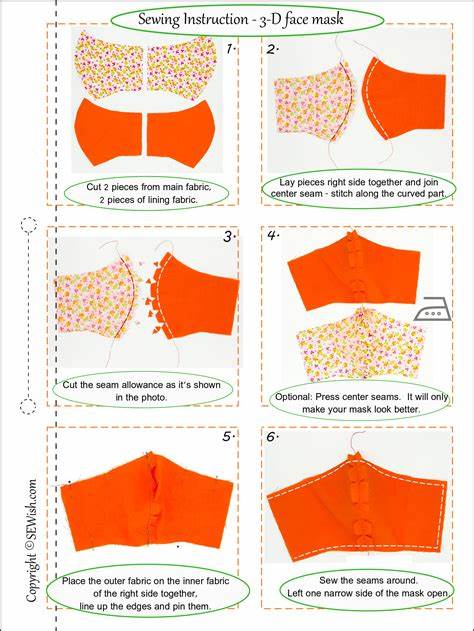 Sewing Instruction - 3-D face mask
1.
Cut 2 pieces from main fabric,
2 pieces of lining fabric.
2.
Lay pieces right side together and join
center seam - stitch along the curved part.
3.
Cut the seam allowance as it's shown
in the photo.
4.
Optional: Press center seams. It will only
make your mask look better.
5.
Place the outer fabric on the inner fabric
of the right side together,
line up the edges and pin them.
6.
Sew the seams around.
Left one narrow side of the mask open.
Copyright © SEWish.com